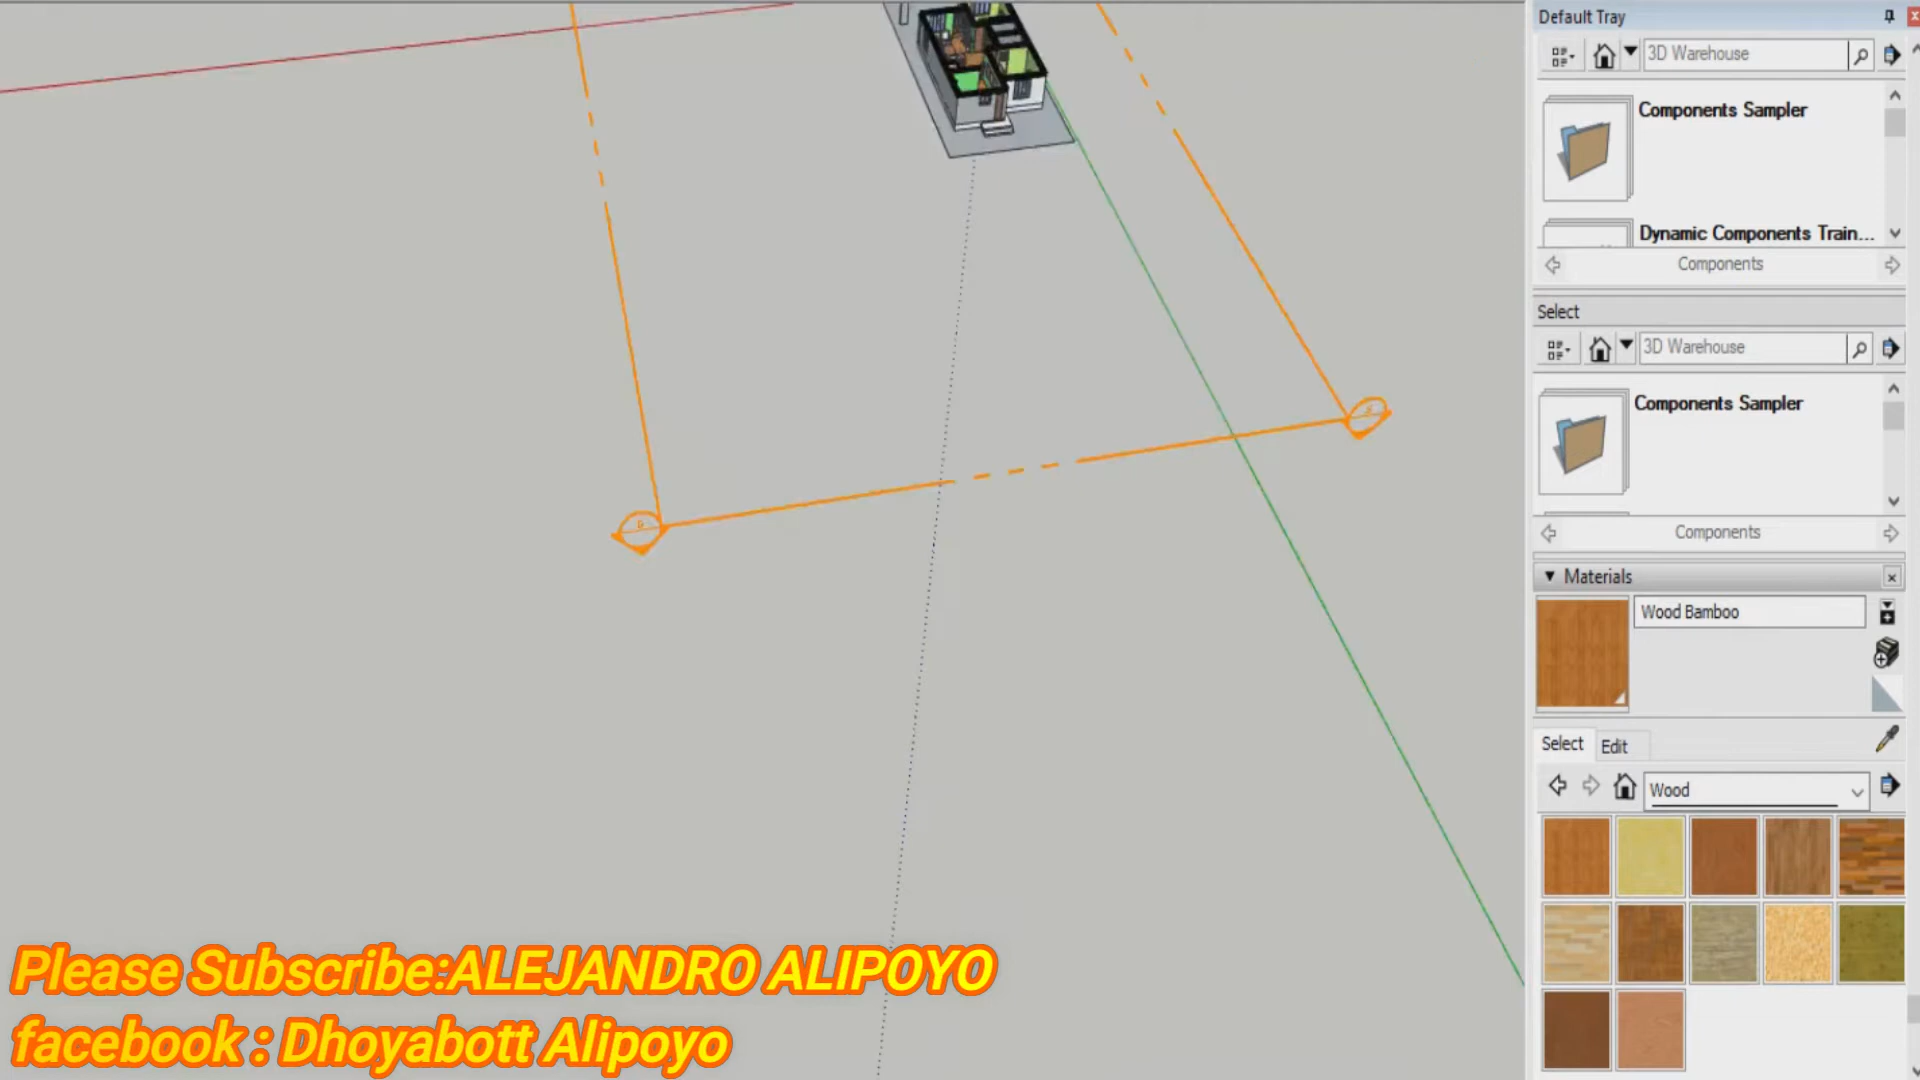 Default Tray
3D Warehouse
Components Sampler
Dynamic Components Train...
Components
Select
3D Warehouse
Components Sampler
Components
Materials
Wood Bamboo
Select
Edit
Wood
Please Subscribe:ALEJANDRO ALIPOYO
facebook : Dhoyabott Alipoyo